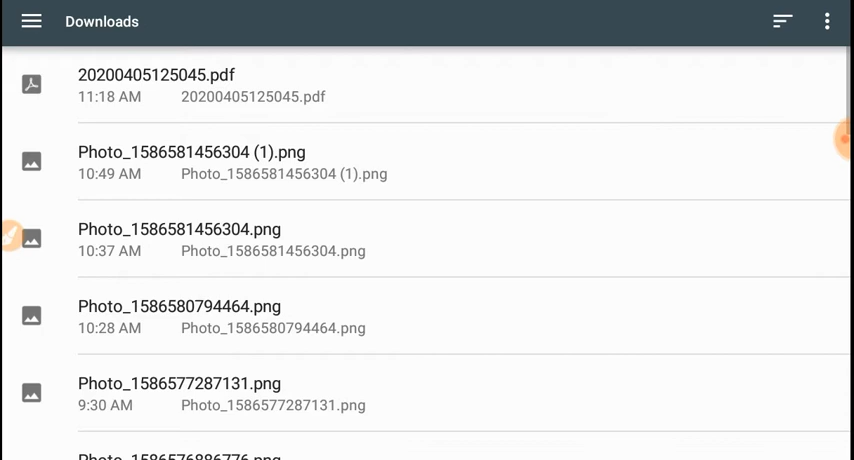 Downloads
20200405125045.pdf
11:18 AM 20200405125045.pdf
Photo_1586581456304 (1).png
10:49 AM Photo_1586581456304 (1).png
Photo_1586581456304.png
10:37 AM Photo_1586581456304.png
Photo_1586580794464.png
10:28 AM Photo_1586580794464.png
Photo_1586577287131.png
9:30 AM Photo_1586577287131.png
Photo_1586576886776.png